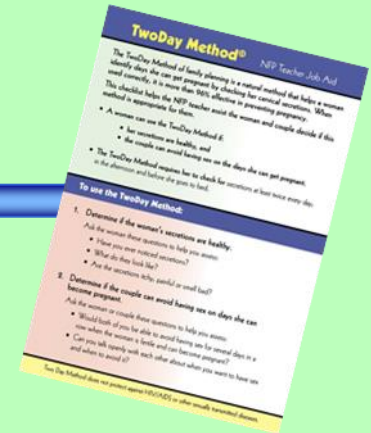 TwoDay Method®
NFP Teacher Job Aid
The TwoDay Method of family planning is a natural method that helps a woman
identify days she can get pregnant by checking her cervical secretions. When
used correctly, it is more than 96% effective in preventing pregnancy.
This checklist helps the NFP teacher assist the woman and couple decide if this
method is appropriate for them.
• A woman can use the TwoDay Method if:
• her secretions are healthy, and
• the couple can avoid having sex on the days she can get pregnant.
• The TwoDay Method requires her to check for secretions at least twice every day:
in the afternoon and before she goes to bed.
To use the TwoDay Method:
1. Determine if the woman's secretions are healthy.
Ask the woman these questions to help you assess:
• Have you ever noticed secretions?
• What do they look like?
• Are the secretions itchy, painful or smell bad?
2. Determine if the couple can avoid having sex on days she can
become pregnant.
Ask the woman or couple these questions to help you assess:
• Would both of you be able to avoid having sex for several days in a
row when the woman is fertile and can become pregnant?
• Can you talk openly with each other about when you want to have sex
and when to avoid it?
Two Day Method does not protect against HIV/AIDS or other sexually transmitted diseases.